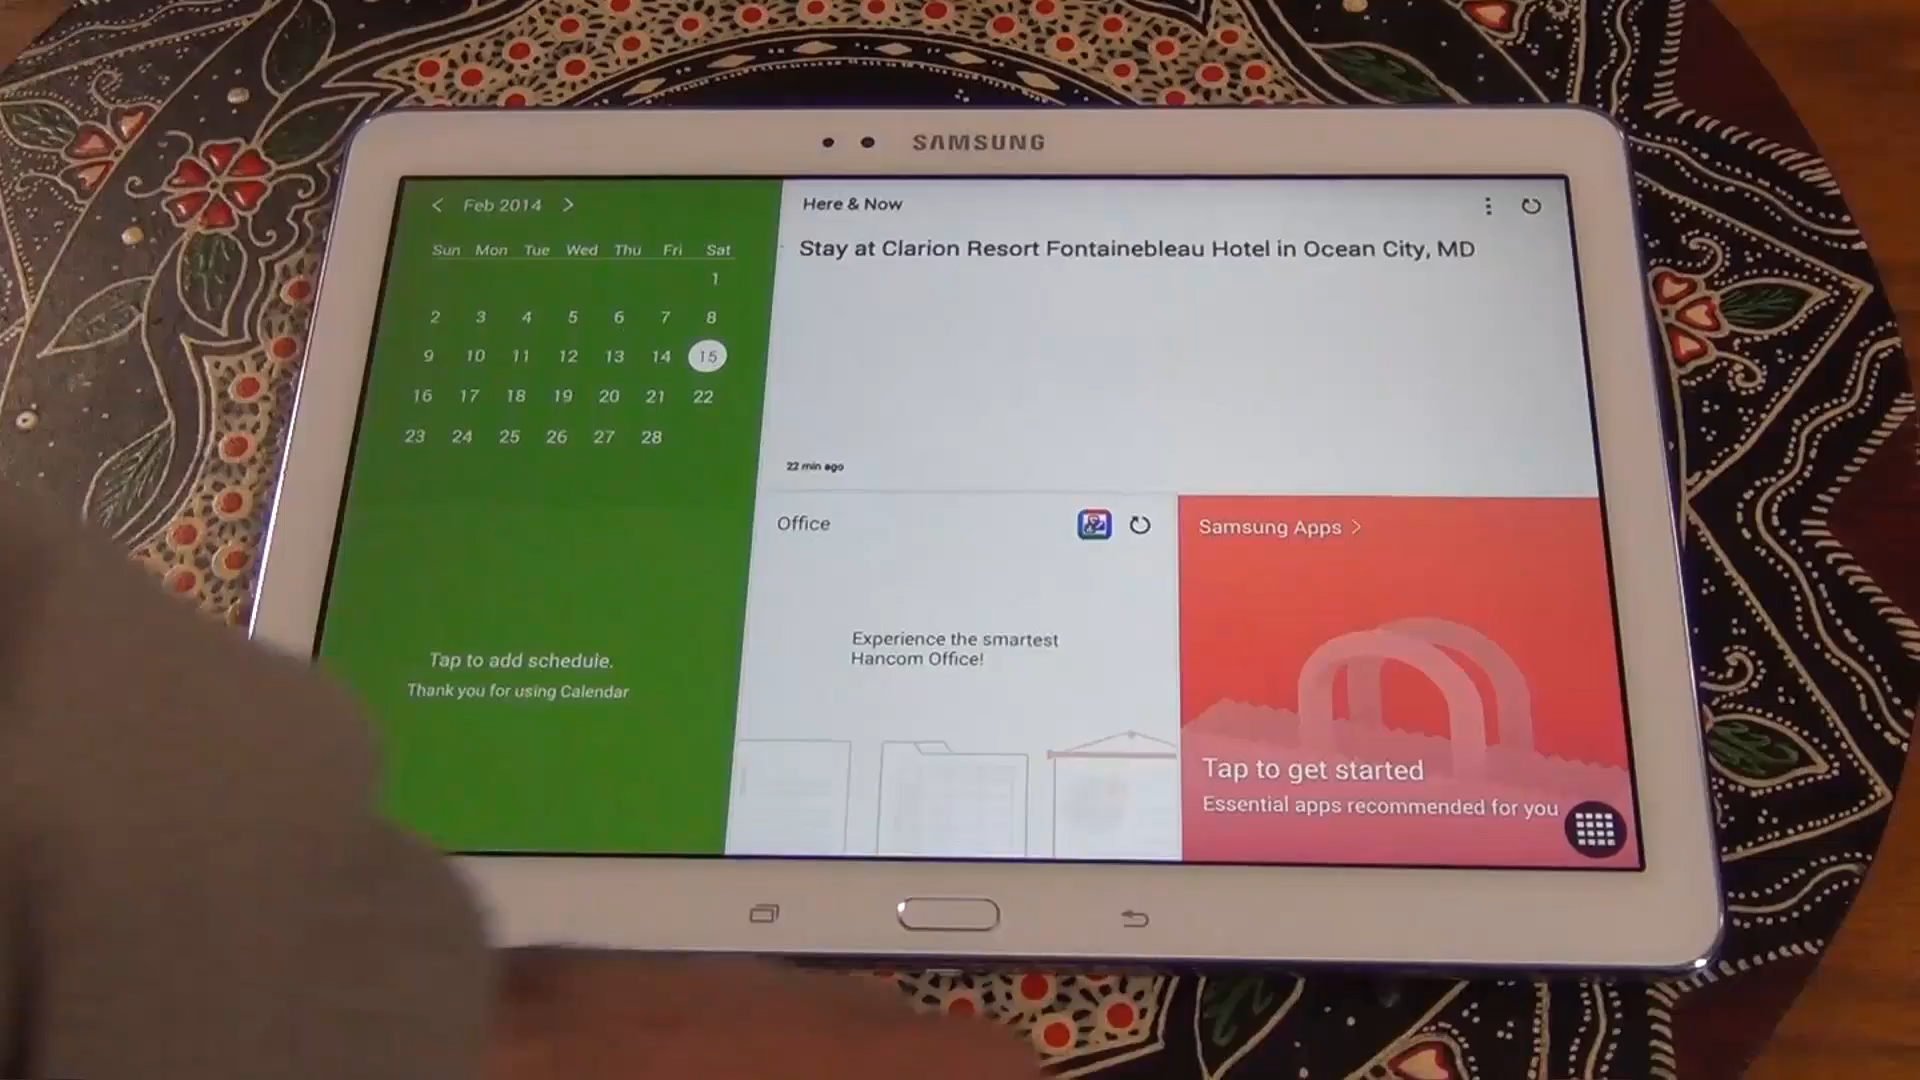 SAMSUNG
Feb 2014
Sun Mon Tue Wed Thu Fri Sat
1
2 3 4 5 6 7 8
9 10 11 12 13 14 15
16 17 18 19 20 21 22
23 24 25 26 27 28
Tap to add schedule.
Thank you for using Calendar
Here & Now
Stay at Clarion Resort Fontainebleau Hotel in Ocean City, MD
22 min ago
Office
Experience the smartest
Hancom Office!
Samsung Apps >
Tap to get started
Essential apps recommended for you